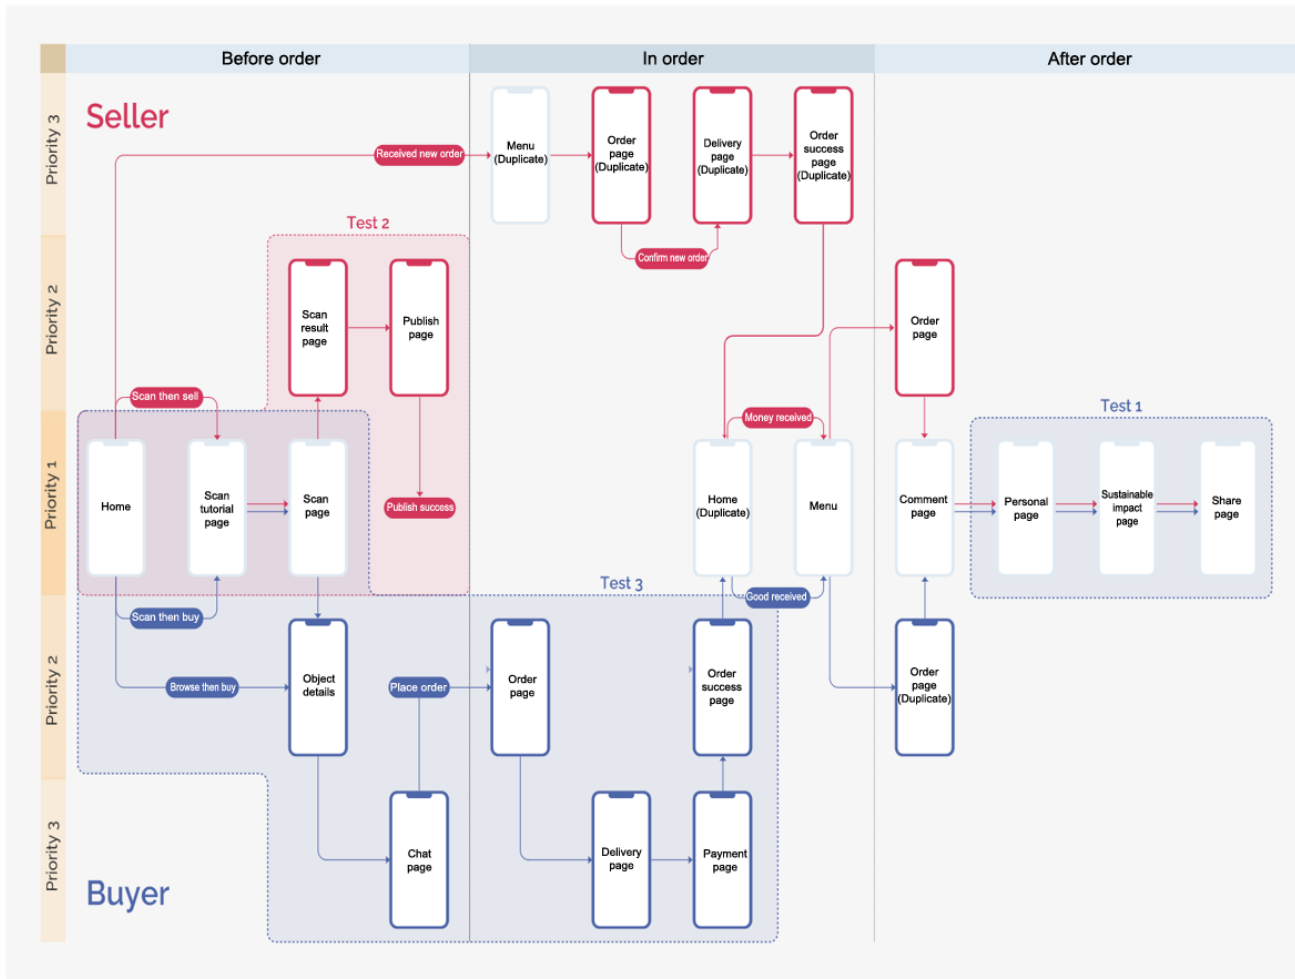 Before order
In order
After order
Priority 3
Seller
Received new order
Menu
(Duplicate)
Order
page
(Duplicate)
Delivery
page
(Duplicate)
Order
success
page
(Duplicate)
Confirm new order
Test 2
Priority 2
Scan
result
page
Publish
page
Order
page
Scan then sell
Money received
Test 1
Priority 1
Home
Scan
tutorial
page
Scan
page
Publish success
Home
(Duplicate)
Menu
Comment
page
Personal
page
Sustainable
impact
page
Share
page
Test 3
Scan then buy
Good received
Priority 2
Browse then buy
Object
details
Place order
Order
page
Order
success
page
Order
page
(Duplicate)
Priority 3
Buyer
Chat
page
Delivery
page
Payment
page